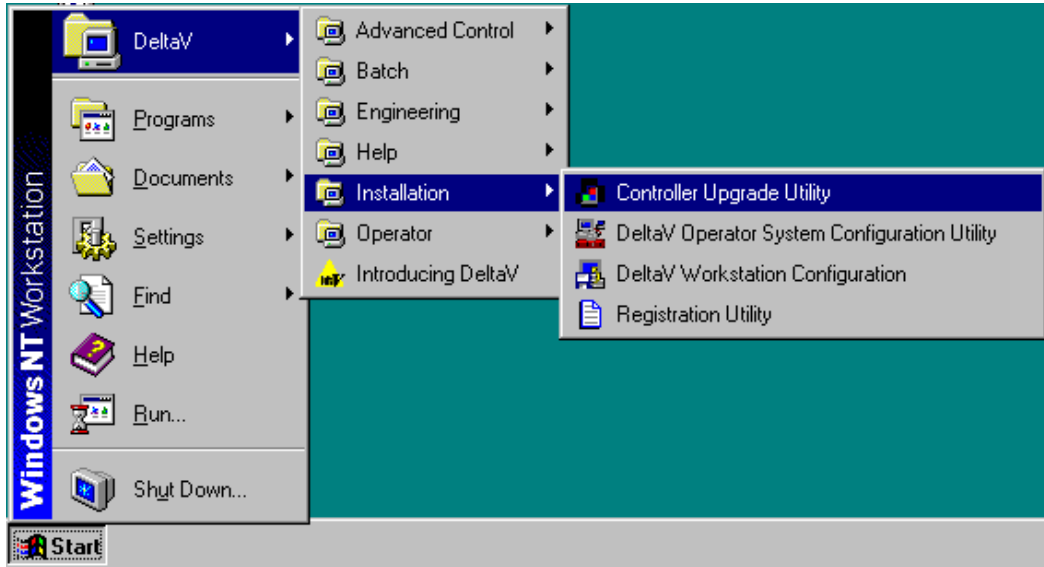 Windows NT Workstation
DeltaV
Programs
Documents
Settings
Find
Help
Run...
Shut Down...
Advanced Control
Batch
Engineering
Help
Installation
Operator
Introducing DeltaV
Controller Upgrade Utility
DeltaV Operator System Configuration Utility
DeltaV Workstation Configuration
Registration Utility
Start